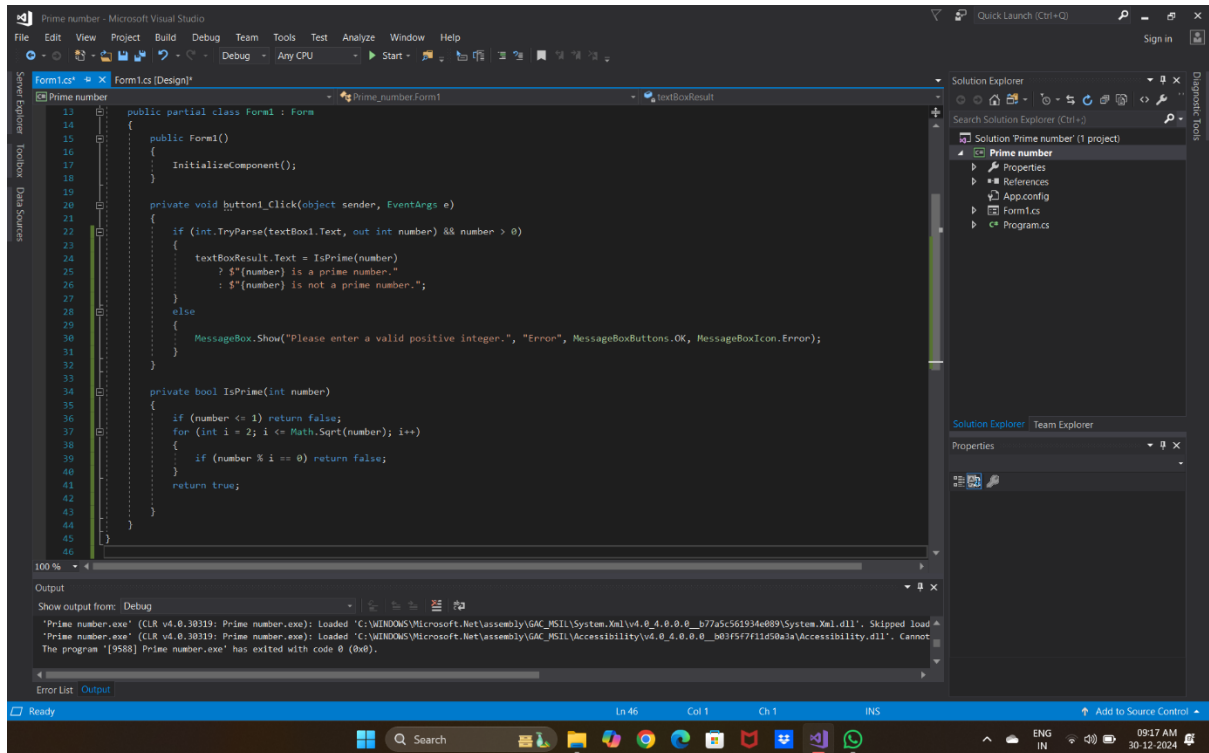 Prime number - Microsoft Visual Studio
Quick Launch (Ctrl+Q)
File Edit View Project Build Debug Team Tools Test Analyze Window Help
Sign in
Debug Any CPU Start
Server Explorer Toolbox Data Sources
Form1.cs* Form1.cs [Design]*
Prime number Prime_number.Form1 textBoxResult
13 public partial class Form1 : Form
14 {
15 public Form1()
16 {
17 InitializeComponent();
18 }
19
20 private void button1_Click(object sender, EventArgs e)
21 {
22 if (int.TryParse(textBox1.Text, out int number) && number > 0)
23 {
24 textBoxResult.Text = IsPrime(number)
25 ? $"{number} is a prime number."
26 : $"{number} is not a prime number.";
27 }
28 else
29 {
30 MessageBox.Show("Please enter a valid positive integer.", "Error", MessageBoxButtons.OK, MessageBoxIcon.Error);
31 }
32 }
33
34 private bool IsPrime(int number)
35 {
36 if (number <= 1) return false;
37 for (int i = 2; i <= Math.Sqrt(number); i++)
38 {
39 if (number % i == 0) return false;
40 }
41 return true;
42
43 }
44 }
45 }
46
100 %
Solution Explorer
Search Solution Explorer (Ctrl+;)
Solution 'Prime number' (1 project)
Prime number
Properties
References
App.config
Form1.cs
Program.cs
Solution Explorer Team Explorer
Properties
Diagnostic Tools
Output
Show output from: Debug
'Prime number.exe' (CLR v4.0.30319: Prime number.exe): Loaded 'C:\WINDOWS\Microsoft.Net\assembly\GAC_MSIL\System.Xml\v4.0_4.0.0.0__b77a5c561934e089\System.Xml.dll'. Skipped load
'Prime number.exe' (CLR v4.0.30319: Prime number.exe): Loaded 'C:\WINDOWS\Microsoft.Net\assembly\GAC_MSIL\Accessibility\v4.0_4.0.0.0__b03f5f7f11d50a3a\Accessibility.dll'. Cannot
The program '[9588] Prime number.exe' has exited with code 0 (0x0).
Error List Output
Ready Ln 46 Col 1 Ch 1 INS Add to Source Control
Search
ENG
IN
09:17 AM
30-12-2024